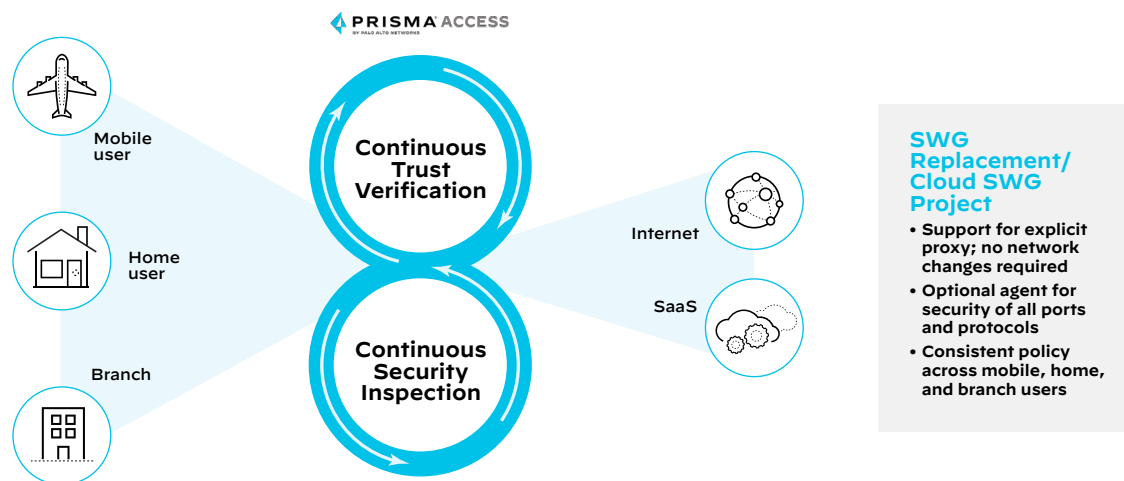 PRISMA ACCESS
BY PALO ALTO NETWORKS
Mobile
user
Home
user
Branch
Continuous
Trust
Verification
Continuous
Security
Inspection
Internet
SaaS
SWG
Replacement/
Cloud SWG
Project
• Support for explicit
proxy; no network
changes required
• Optional agent for
security of all ports
and protocols
• Consistent policy
across mobile, home,
and branch users